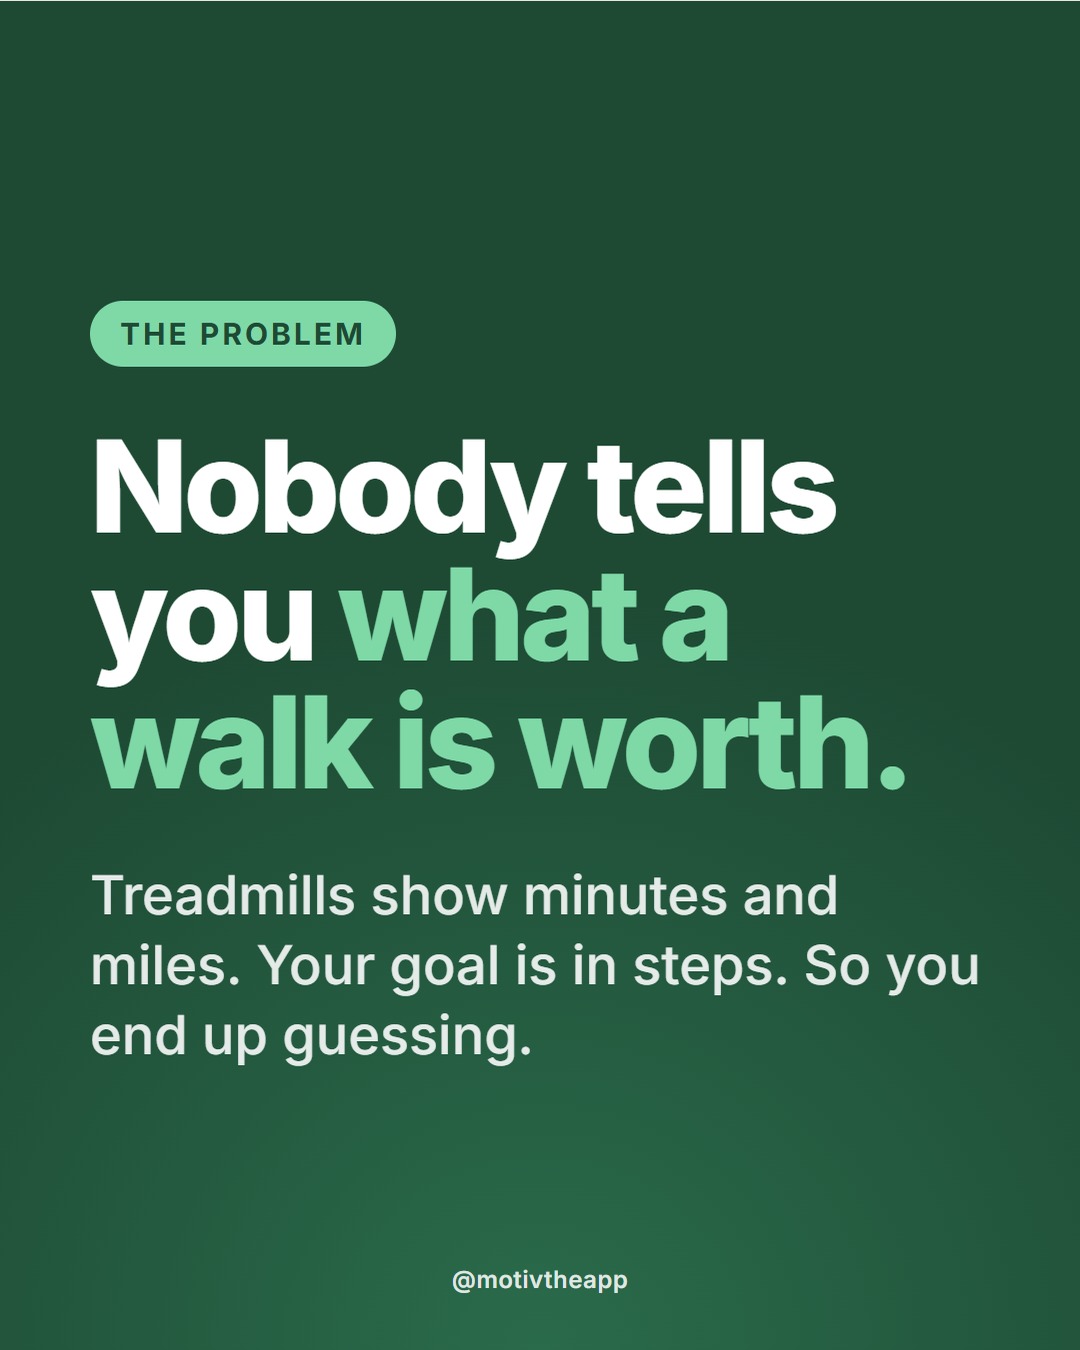 THE PROBLEM
Nobody tells
you what a
walk is worth.
Treadmills show minutes and
miles. Your goal is in steps. So you
end up guessing.
@motivtheapp